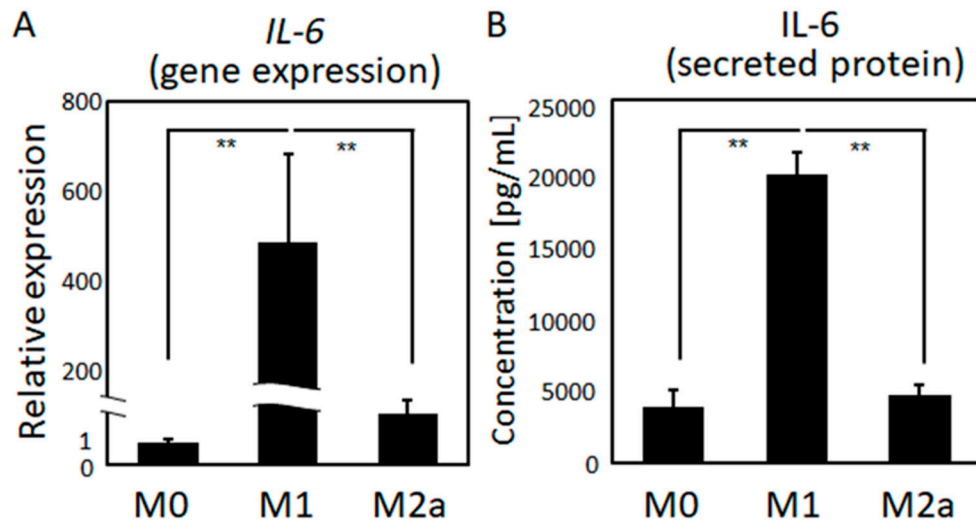 A
IL-6
(gene expression)
Relative expression
800
600
400
200
1
0
**
**
M0
M1
M2a
B
IL-6
(secreted protein)
Concentration [pg/mL]
25000
20000
15000
10000
5000
0
**
**
M0
M1
M2a